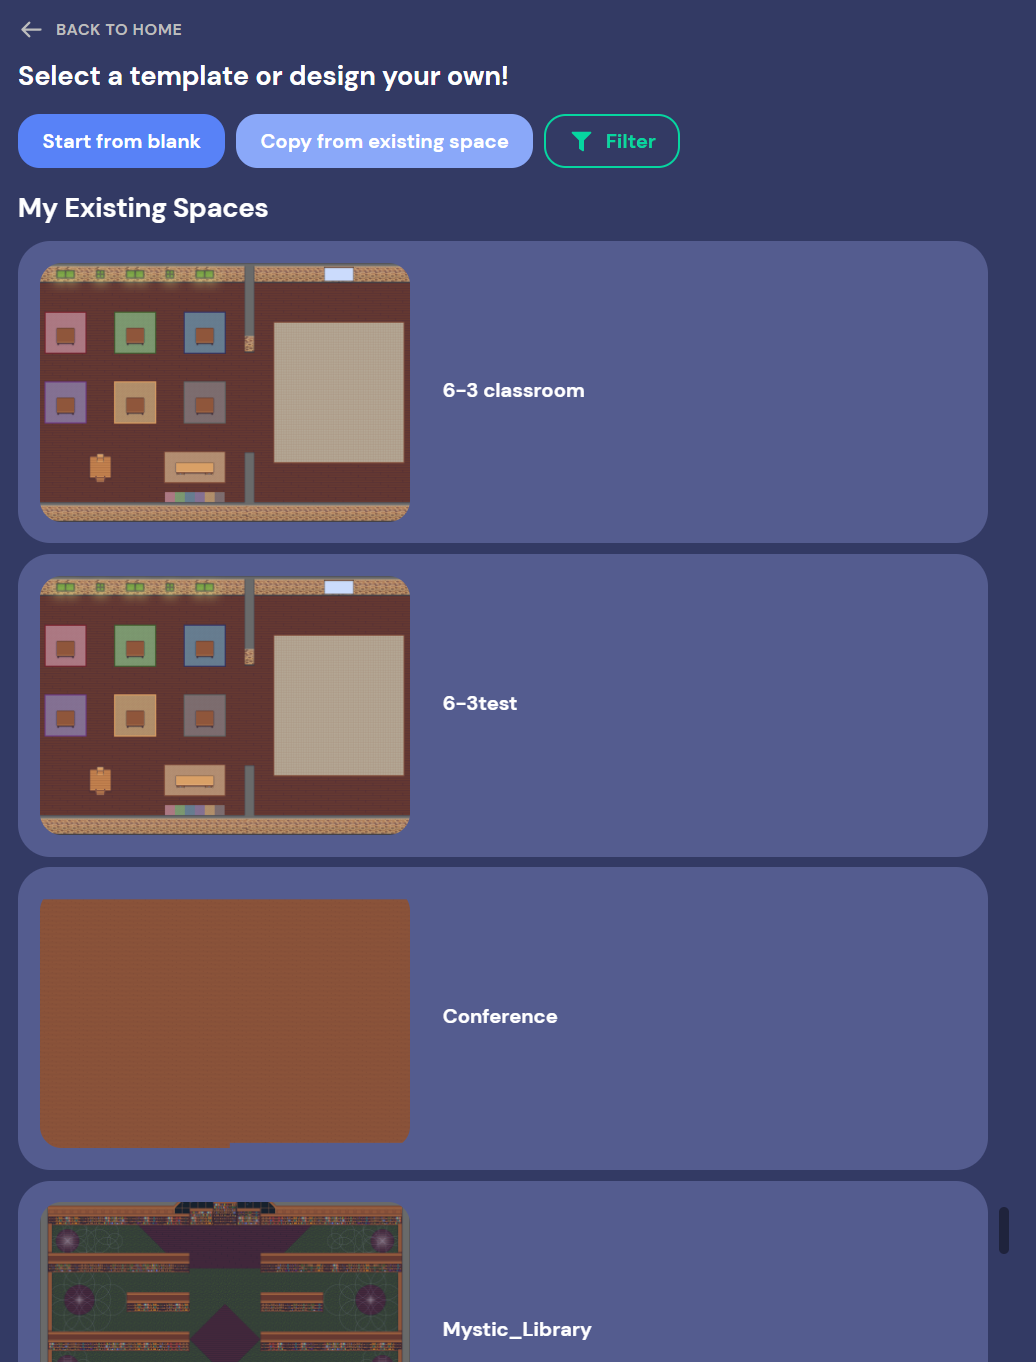 BACK TO HOME
Select a template or design your own!
Start from blank
Copy from existing space
Filter
My Existing Spaces
6-3 classroom
6-3test
Conference
Mystic_Library